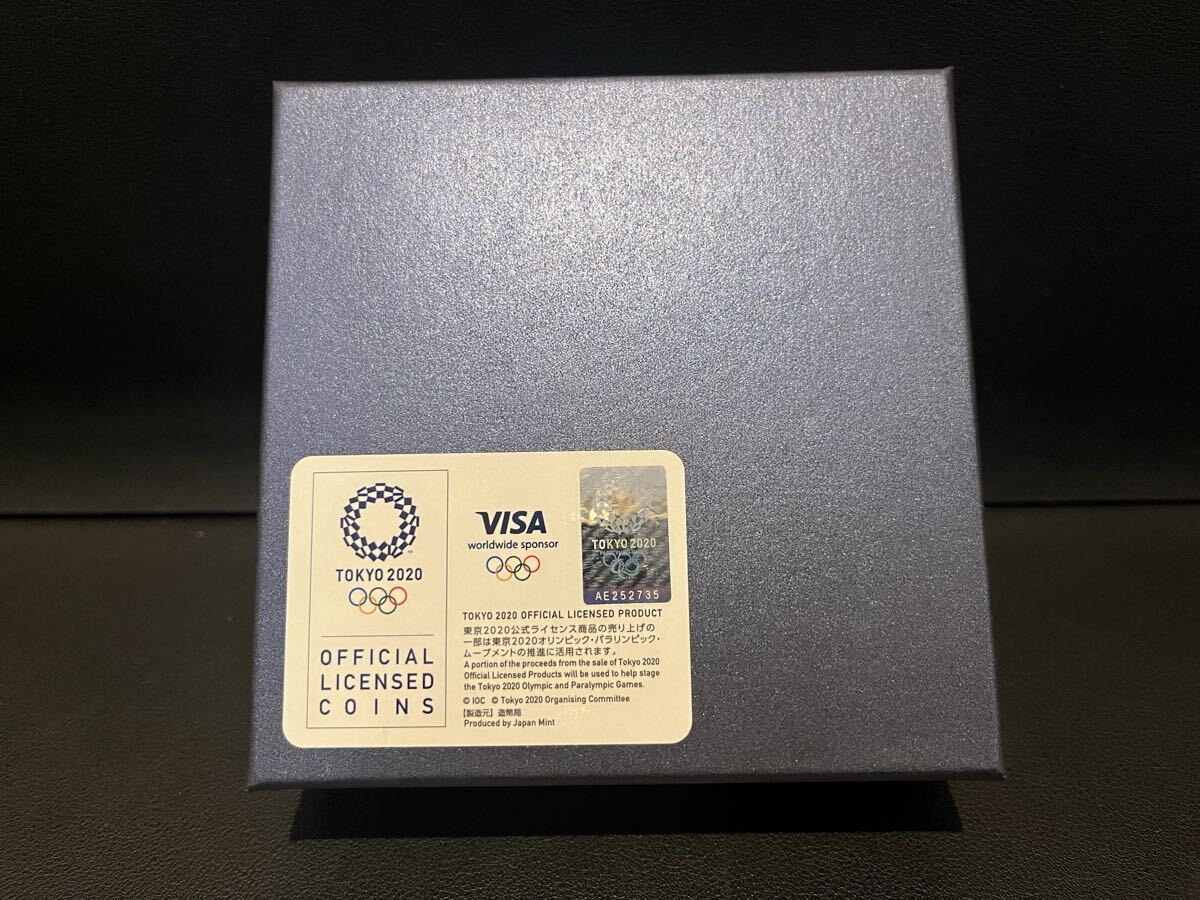 TOKYO 2020
OFFICIAL
LICENSED
COINS
VISA
worldwide sponsor
TOKYO 2020
AE252735
TOKYO 2020 OFFICIAL LICENSED PRODUCT
東京2020公式ライセンス商品の売り上げの
一部は東京2020オリンピック・パラリンピック・
ムーブメントの推進に活用されます。
A portion of the proceeds from the sale of Tokyo 2020
Official Licensed Products will be used to help stage
the Tokyo 2020 Olympic and Paralympic Games.
© IOC © Tokyo 2020 Organising Committee
【製造元】造幣局
Produced by Japan Mint